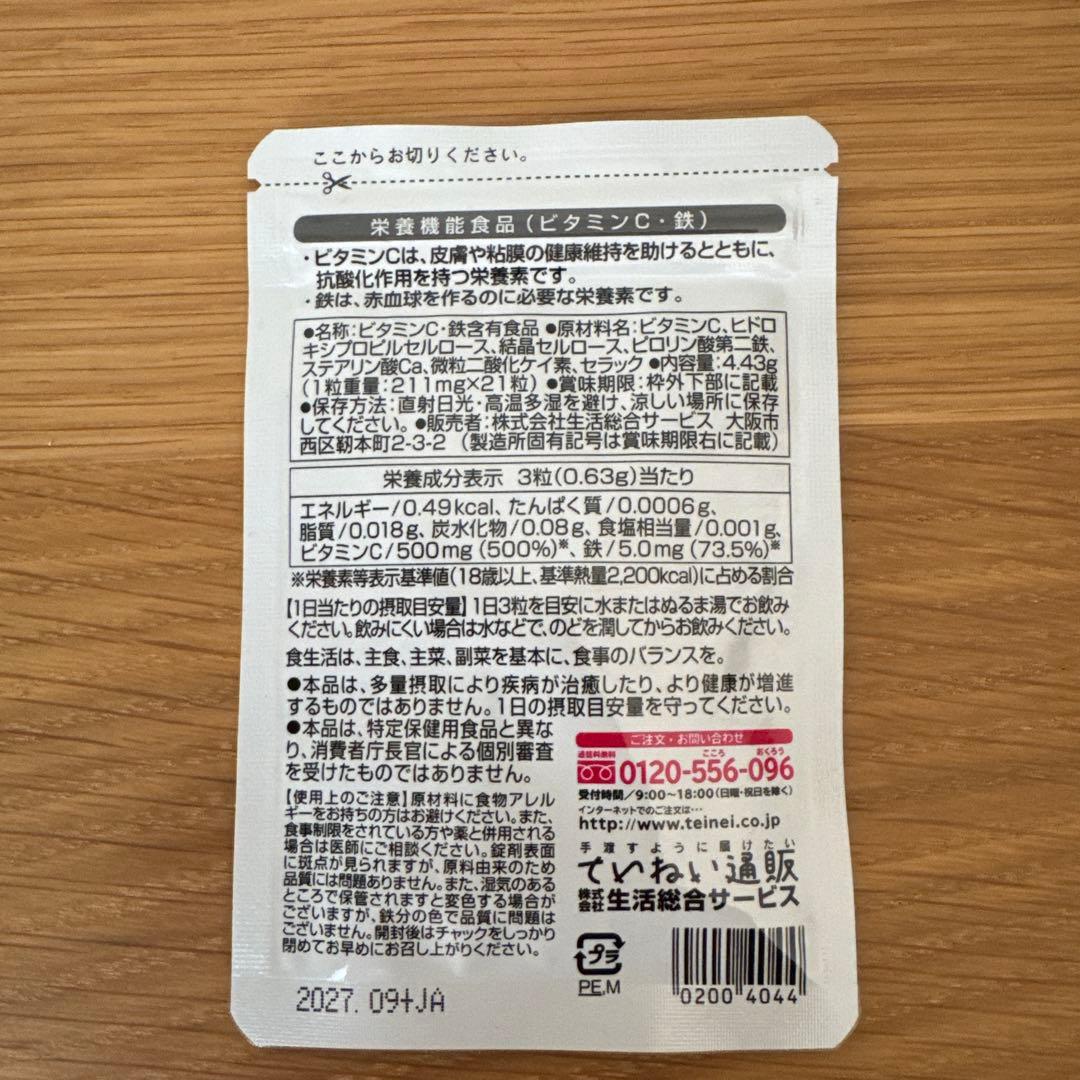 ここからお切りください。
栄養機能食品(ビタミンC・鉄)
・ビタミンCは、皮膚や粘膜の健康維持を助けるとともに、
抗酸化作用を持つ栄養素です。
・鉄は、赤血球を作るのに必要な栄養素です。
●名称:ビタミンC・鉄含有食品 ●原材料名:ビタミンC、ヒドロ
キシプロピルセルロース、結晶セルロース、ピロリン酸第二鉄、
ステアリン酸Ca、微粒二酸化ケイ素、セラック ●内容量:4.43g
(1粒重量:211mg×21粒) ●賞味期限:枠外下部に記載
●保存方法:直射日光・高温多湿を避け、涼しい場所に保存
してください。●販売者:株式会社生活総合サービス 大阪市
西区靭本町2-3-2 (製造所固有記号は賞味期限右に記載)
栄養成分表示 3粒(0.63g)当たり
エネルギー/0.49kcal、たんぱく質/0.0006g、
脂質/0.018g、炭水化物/0.08g、食塩相当量/0.001g、
ビタミンC/500mg(500%)※、鉄/5.0mg(73.5%)※
※栄養素等表示基準値(18歳以上、基準熱量2,200kcal)に占める割合
【1日当たりの摂取目安量】1日3粒を目安に水またはぬるま湯でお飲み
ください。飲みにくい場合は水などで、のどを潤してからお飲みください。
食生活は、主食、主菜、副菜を基本に、食事のバランスを。
●本品は、多量摂取により疾病が治癒したり、より健康が増進
するものではありません。1日の摂取目安量を守ってください。
●本品は、特定保健用食品と異な
り、消費者庁長官による個別審査
を受けたものではありません。
【使用上のご注意】原材料に食物アレル
ギーをお持ちの方はお避けください。また、
食事制限をされている方や薬と併用される
場合は医師にご相談ください。錠剤表面
に斑点が見られますが、原料由来のため
品質には問題ありません。また、湿気のある
ところで保管されますと変色する場合が
ございますが、鉄分の色で品質に問題は
ございません。開封後はチャックをしっかり
閉めてお早めにお召し上がりください。
ご注文・お問い合わせ
通信料無料
こころ おくろう
0120-556-096
受付時間/9:00~18:00(日曜・祝日を除く)
インターネットでのご注文は…
http://www.teinei.co.jp
手渡すように届けたい
ていねい通販
株式会社生活総合サービス
プラ
PE,M
0200 4044
2027. 09+JA